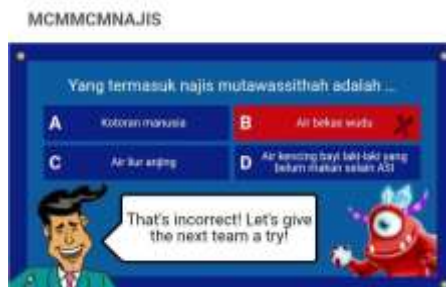 MCMMCMNAJIS
Yang termasuk najis mutawassithah adalah ...
A Kotoran manusia
B Air bekas wudu
C Air liur anjing
D Air kencing bayi laki-laki yang
belum makan selain ASI
That's incorrect! Let's give
the next team a try!